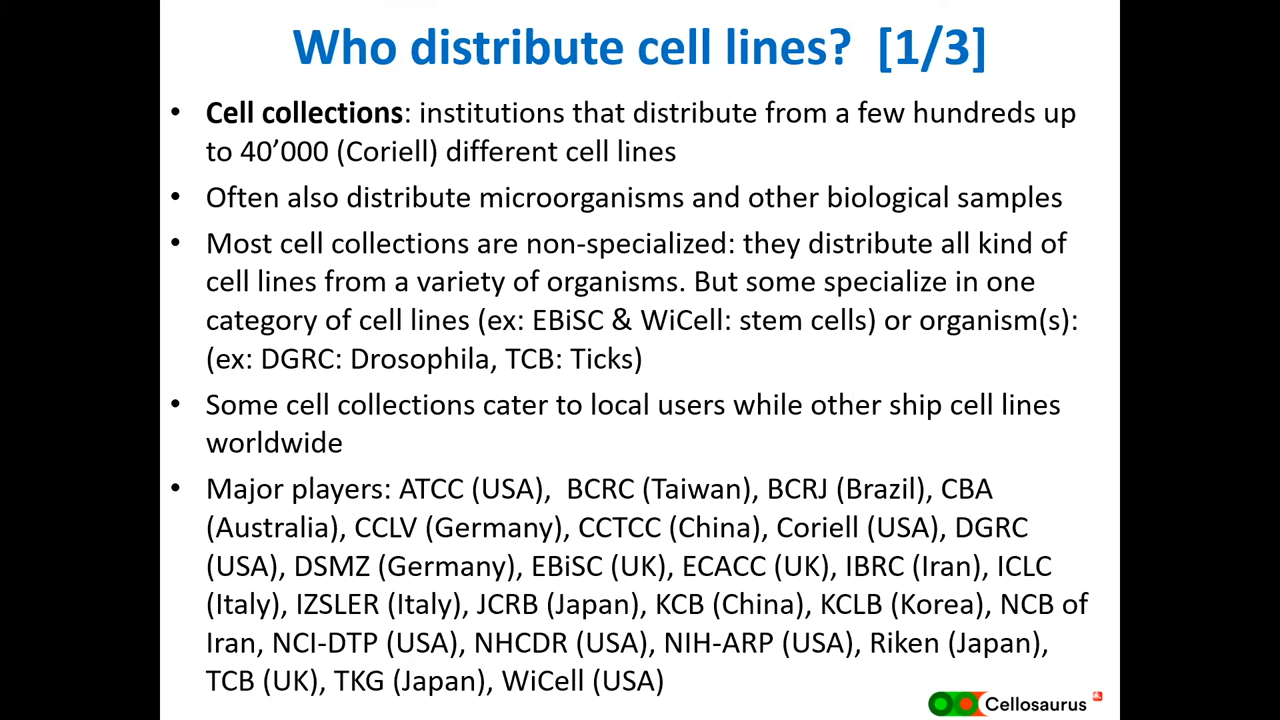 Who distribute cell lines?  [1/3]
• Cell collections: institutions that distribute from a few hundreds up
to 40’000 (Coriell) different cell lines
• Often also distribute microorganisms and other biological samples
• Most cell collections are non-specialized: they distribute all kind of
cell lines from a variety of organisms. But some specialize in one
category of cell lines (ex: EBiSC & WiCell: stem cells) or organism(s):
(ex: DGRC: Drosophila, TCB: Ticks)
• Some cell collections cater to local users while other ship cell lines
worldwide
• Major players: ATCC (USA),  BCRC (Taiwan), BCRJ (Brazil), CBA
(Australia), CCLV (Germany), CCTCC (China), Coriell (USA), DGRC
(USA), DSMZ (Germany), EBiSC (UK), ECACC (UK), IBRC (Iran), ICLC
(Italy), IZSLER (Italy), JCRB (Japan), KCB (China), KCLB (Korea), NCB of
Iran, NCI-DTP (USA), NHCDR (USA), NIH-ARP (USA), Riken (Japan),
TCB (UK), TKG (Japan), WiCell (USA)
Cellosaurus